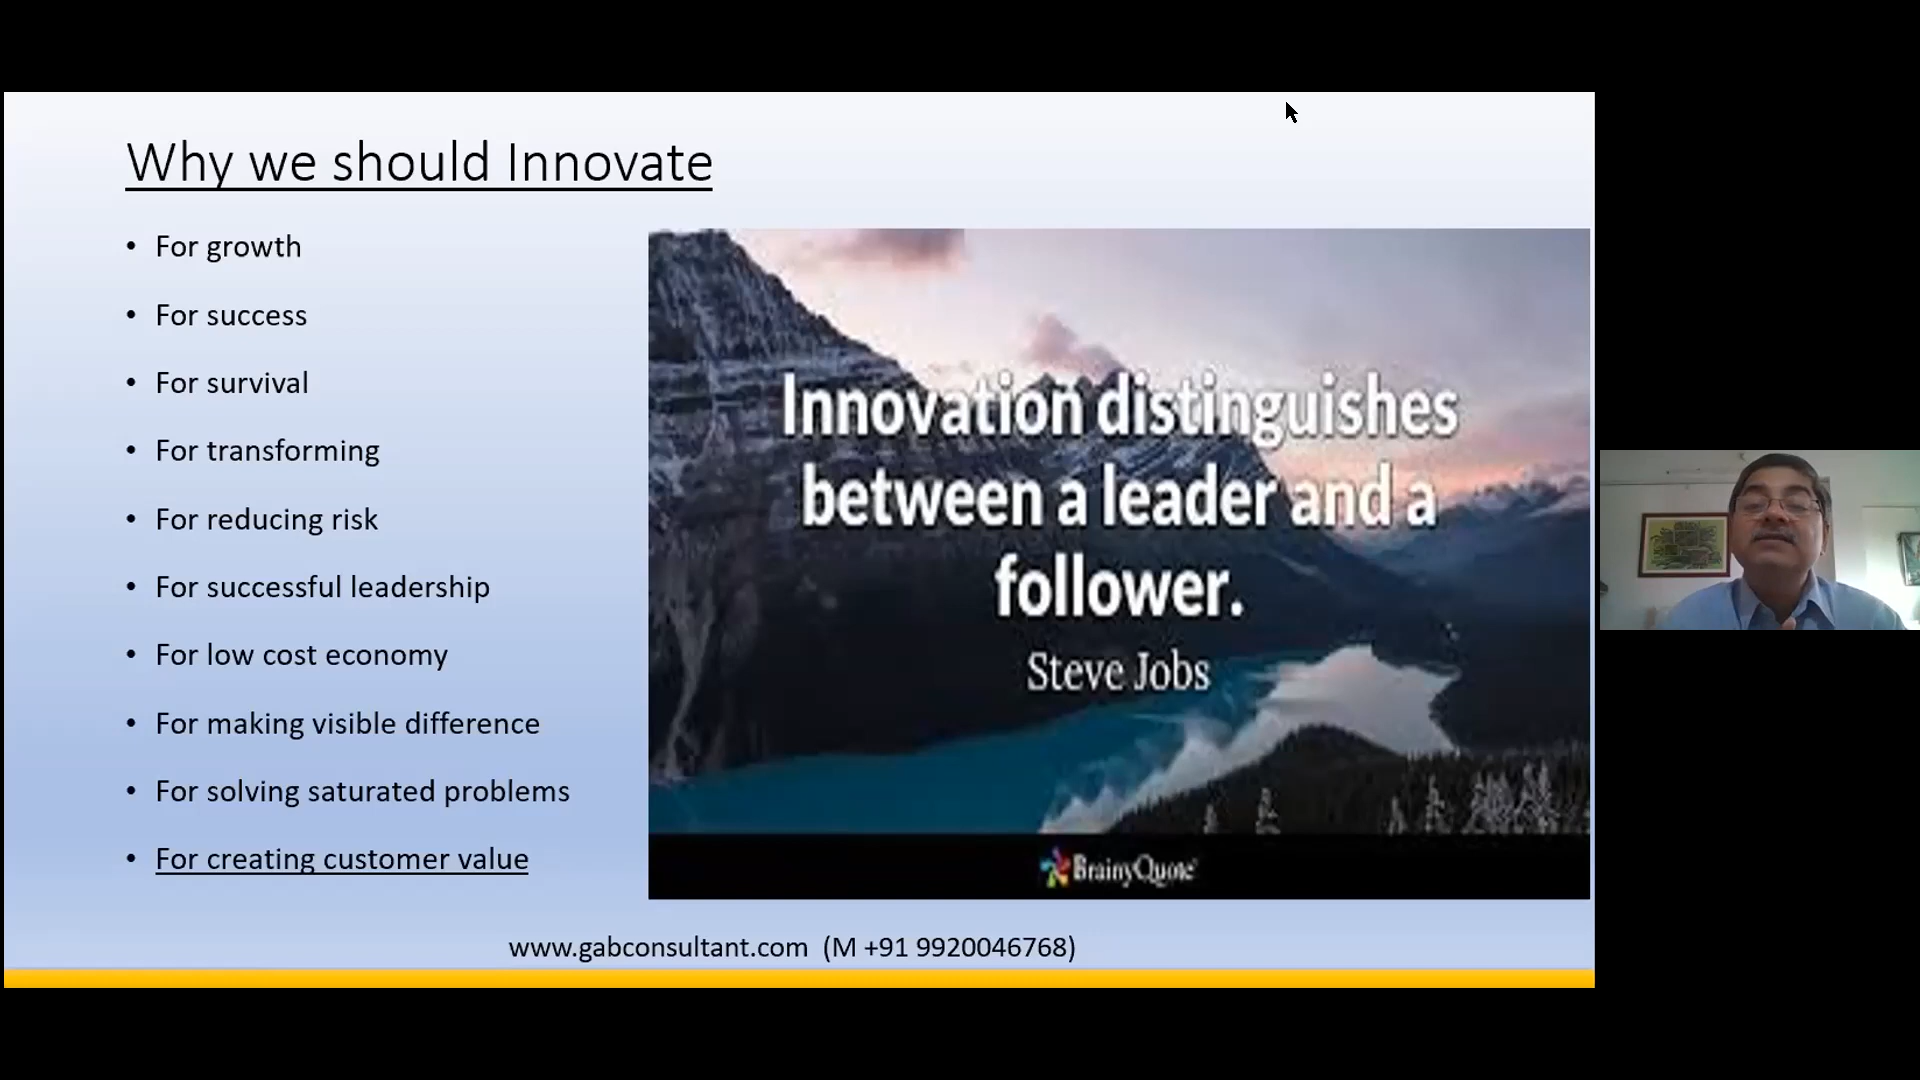 Why we should Innovate
• For growth
• For success
• For survival
• For transforming
• For reducing risk
• For successful leadership
• For low cost economy
• For making visible difference
• For solving saturated problems
• For creating customer value
Innovation distinguishes
between a leader and a
follower.
Steve Jobs
BrainyQuote®
www.gabconsultant.com (M +91 9920046768)